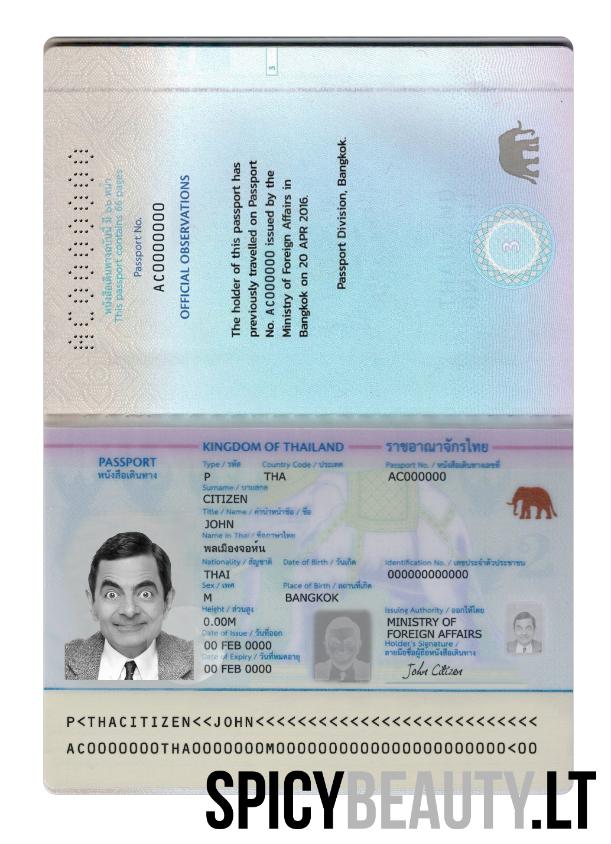 3
หนังสือเดินทางฉบับนี้มี ๖๖ หน้า
This passport contains 66 pages
Passport No.
AC0000000
OFFICIAL OBSERVATIONS
The holder of this passport has
previously travelled on Passport
No. AC000000 issued by the
Ministry of Foreign Affairs in
Bangkok on 20 APR 2016.
Passport Division, Bangkok.
3
KINGDOM OF THAILAND
ราชอาณาจักรไทย
PASSPORT
หนังสือเดินทาง
Type / รหัส Country Code / ประเทศ Passport No. / หนังสือเดินทางเลขที่
P THA AC000000
Surname / นามสกุล
CITIZEN
Title / Name / คำนำหน้าชื่อ / ชื่อ
JOHN
Name in Thai / ชื่อภาษาไทย
พลเมืองจอห์น
Nationality / สัญชาติ Date of Birth / วันเกิด Identification No. / เลขประจำตัวประชาชน
THAI 000000000000
Sex / เพศ Place of Birth / สถานที่เกิด
M BANGKOK
Height / ส่วนสูง Issuing Authority / ออกให้โดย
0.00M MINISTRY OF
FOREIGN AFFAIRS
Date of Issue / วันที่ออก
00 FEB 0000
Holder's Signature /
ลายมือชื่อผู้ถือหนังสือเดินทาง
Date of Expiry / วันที่หมดอายุ
00 FEB 0000
John Citizen
P<THACITIZEN<<JOHN<<<<<<<<<<<<<<<<<<<<<<<<<<
SPICYBEAUTY.LT